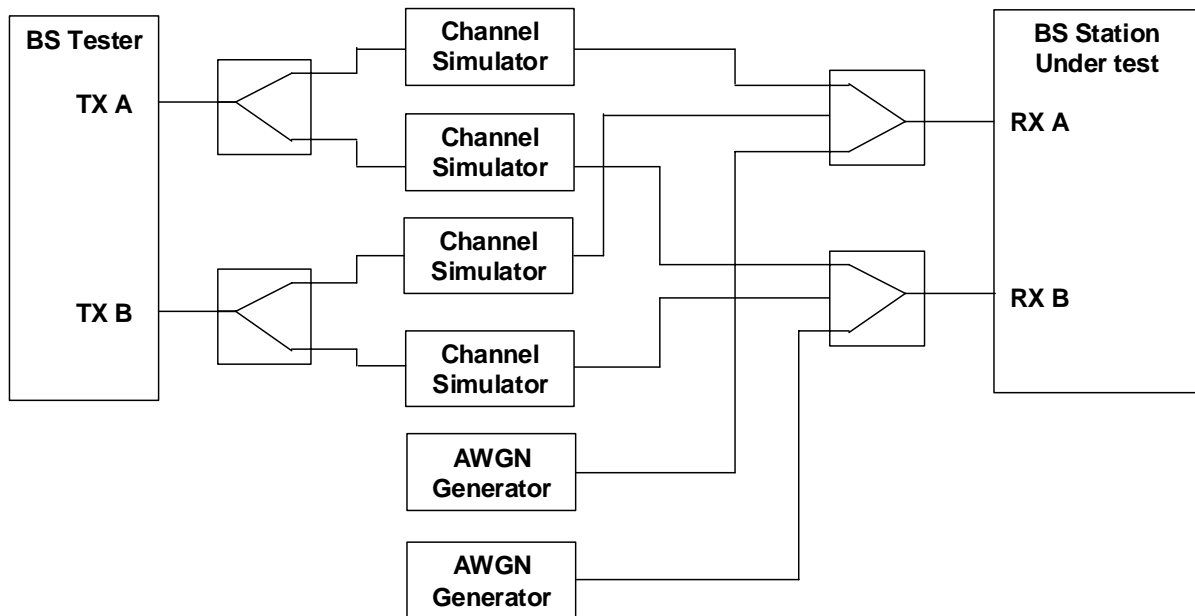 BS Tester
TX A
TX B
Channel
Simulator
Channel
Simulator
Channel
Simulator
Channel
Simulator
AWGN
Generator
AWGN
Generator
BS Station
Under test
RX A
RX B